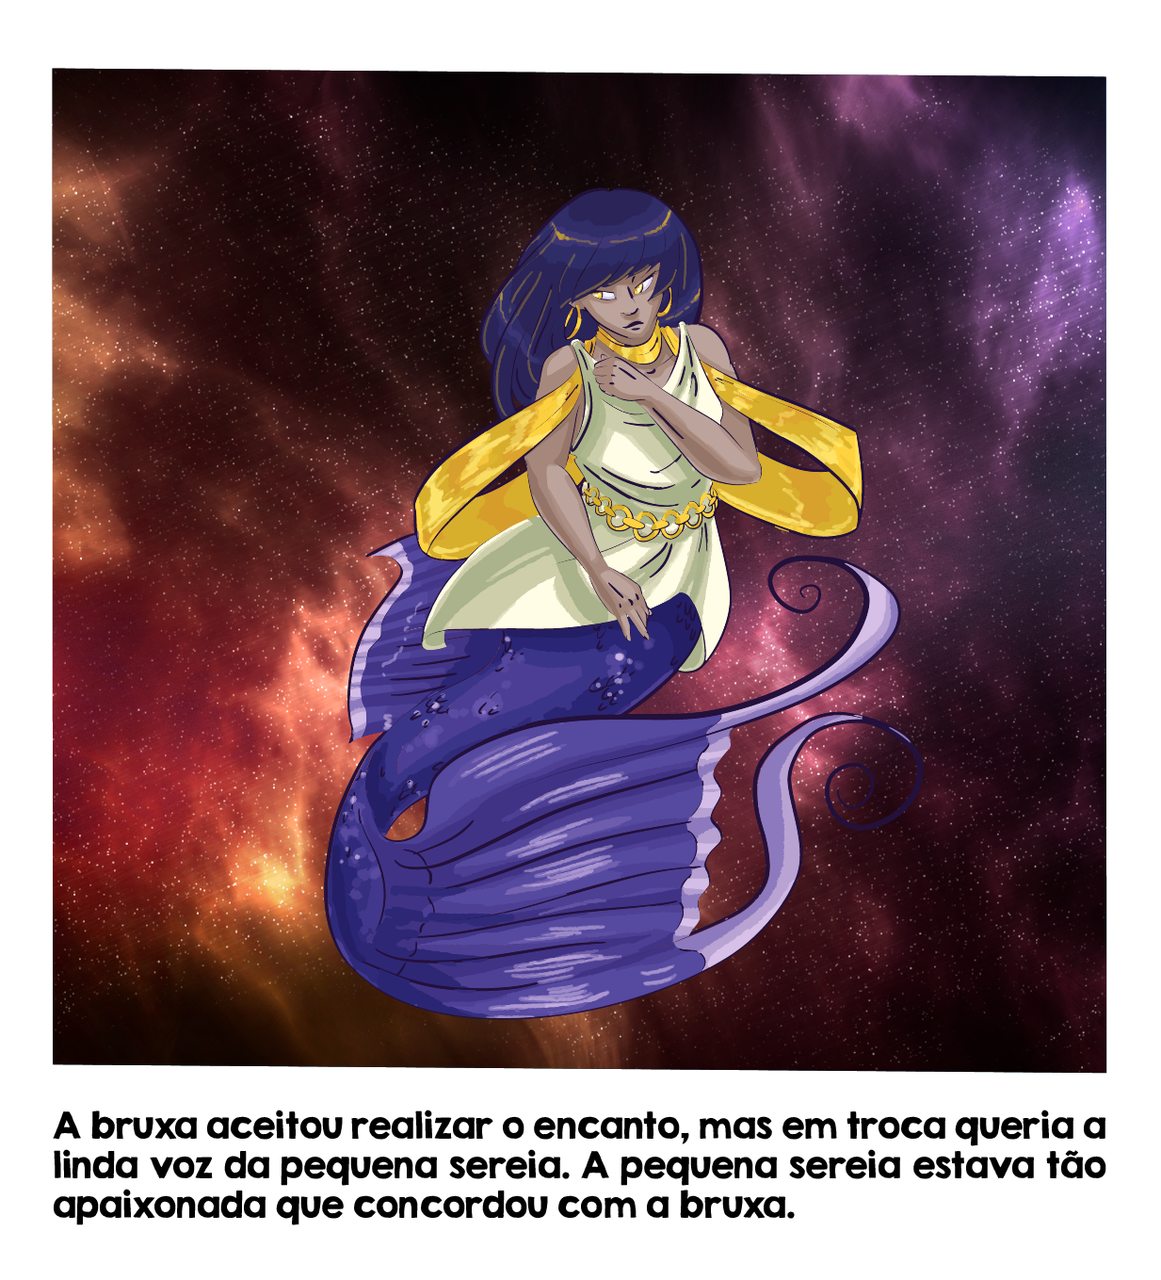 A bruxa aceitou realizar o encanto, mas em troca queria a
linda voz da pequena sereia. A pequena sereia estava tão
apaixonada que concordou com a bruxa.